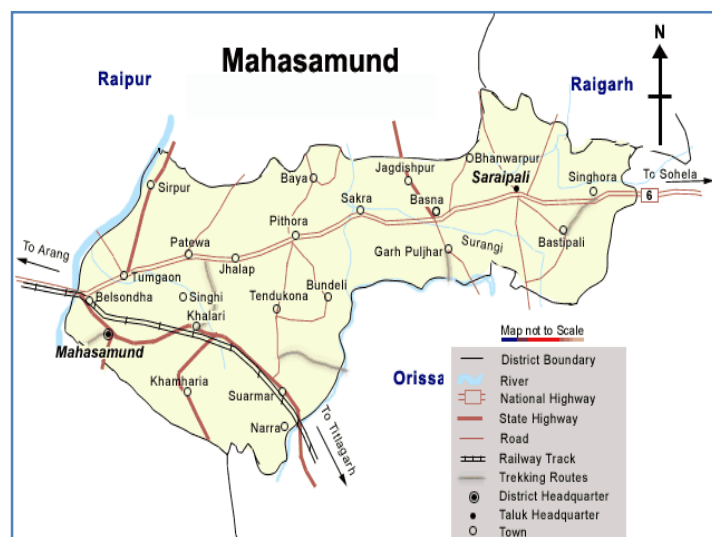 Mahasamund
N
Raipur
Raigarh
Bhanwarpur
Jagdishpur
Saraipali
Singhora
To Sohela
6
Baya
Sirpur
Sakra
Basna
Pithora
Bastipali
Patewa
Garh Puljhar
Surangi
To Arang
Jhalap
Tumgaon
Belsondha
Singhi
Bundeli
Tendukona
Khalari
Mahasamund
Map not to Scale
Khamharia
Suarmar
Orissa
Narra
To Titlagarh
District Boundary
River
National Highway
State Highway
Road
Railway Track
Trekking Routes
District Headquarter
Taluk Headquarter
Town